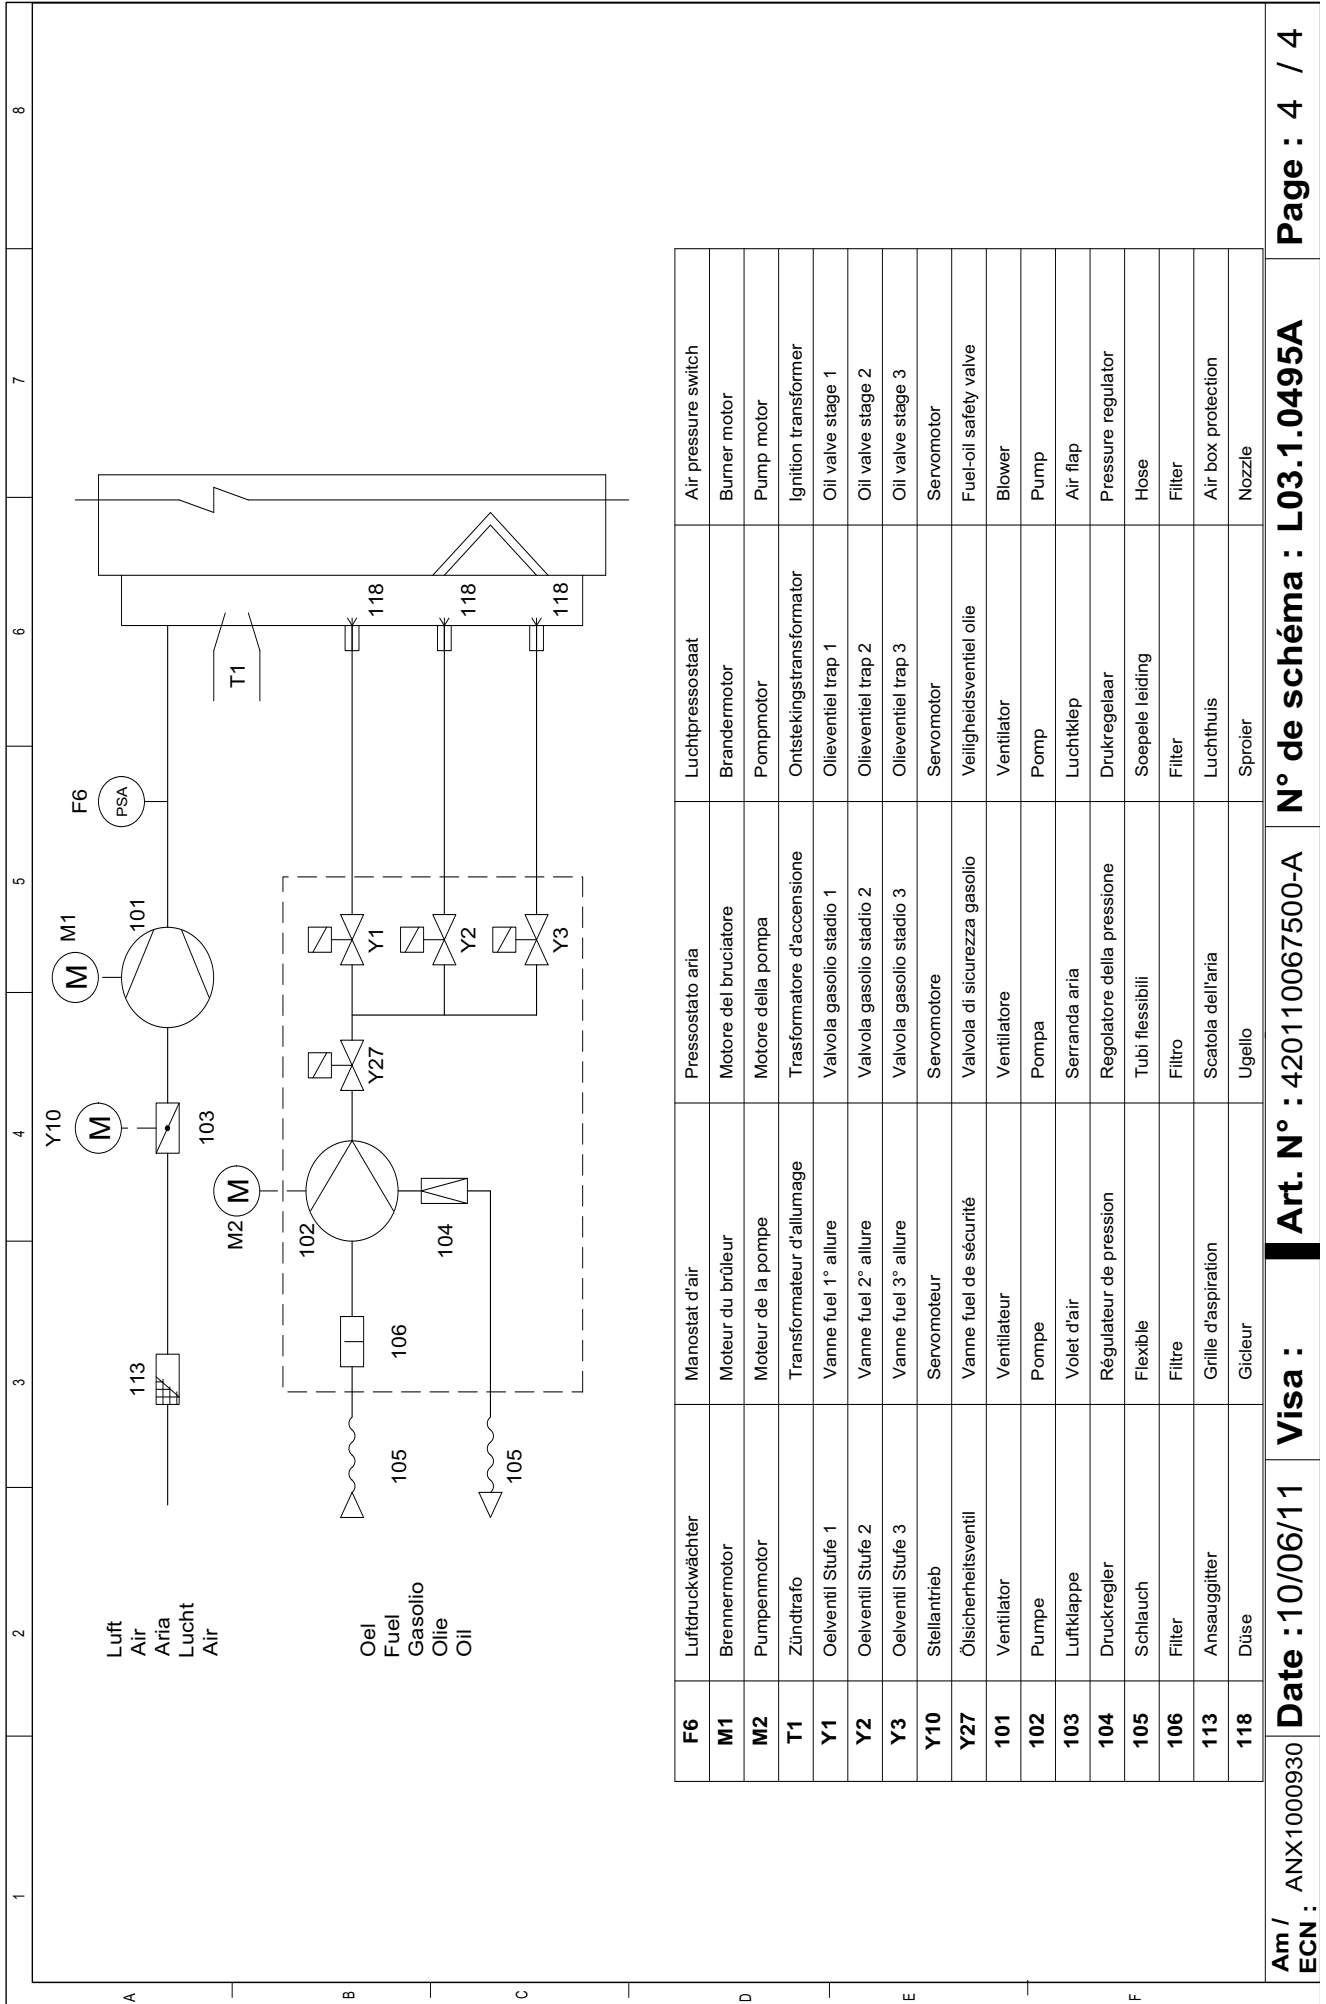 1 2 3 4 5 6 7 8
A
B
C
D
E
F
Luft
Air
Aria
Lucht
Air
Oel
Fuel
Gasolio
Olie
Oil
113
Y10
M
103
M1
M
101
F6
PSA
T1
M2
M
102
105
106
104
105
Y27
Y1
Y2
Y3
118
118
118
F6 Luftdruckwächter Manostat d'air Pressostato aria Luchtpressostaat Air pressure switch
M1 Brennermotor Moteur du brûleur Motore del bruciatore Brandermotor Burner motor
M2 Pumpenmotor Moteur de la pompe Motore della pompa Pompmotor Pump motor
T1 Zündtrafo Transformateur d'allumage Trasformatore d'accensione Ontstekingstransformator Ignition transformer
Y1 Oelventil Stufe 1 Vanne fuel 1° allure Valvola gasolio stadio 1 Olieventiel trap 1 Oil valve stage 1
Y2 Oelventil Stufe 2 Vanne fuel 2° allure Valvola gasolio stadio 2 Olieventiel trap 2 Oil valve stage 2
Y3 Oelventil Stufe 3 Vanne fuel 3° allure Valvola gasolio stadio 3 Olieventiel trap 3 Oil valve stage 3
Y10 Stellantrieb Servomoteur Servomotore Servomotor Servomotor
Y27 Ölsicherheitsventil Vanne fuel de sécurité Valvola di sicurezza gasolio Veiligheidsventiel olie Fuel-oil safety valve
101 Ventilator Ventilateur Ventilatore Ventilator Blower
102 Pumpe Pompe Pompa Pomp Pump
103 Luftklappe Volet d'air Serranda aria Luchtklep Air flap
104 Druckregler Régulateur de pression Regolatore della pressione Drukregelaar Pressure regulator
105 Schlauch Flexible Tubi flessibili Soepele leiding Hose
106 Filter Filtre Filtro Filter Filter
113 Ansauggitter Grille d'aspiration Scatola dell'aria Luchthuis Air box protection
118 Düse Gicleur Ugello Sproier Nozzle
Am /
ECN : ANX1000930 Date :10/06/11 Visa : Art. N° : 420110067500-A N° de schéma : L03.1.0495A Page : 4 / 4